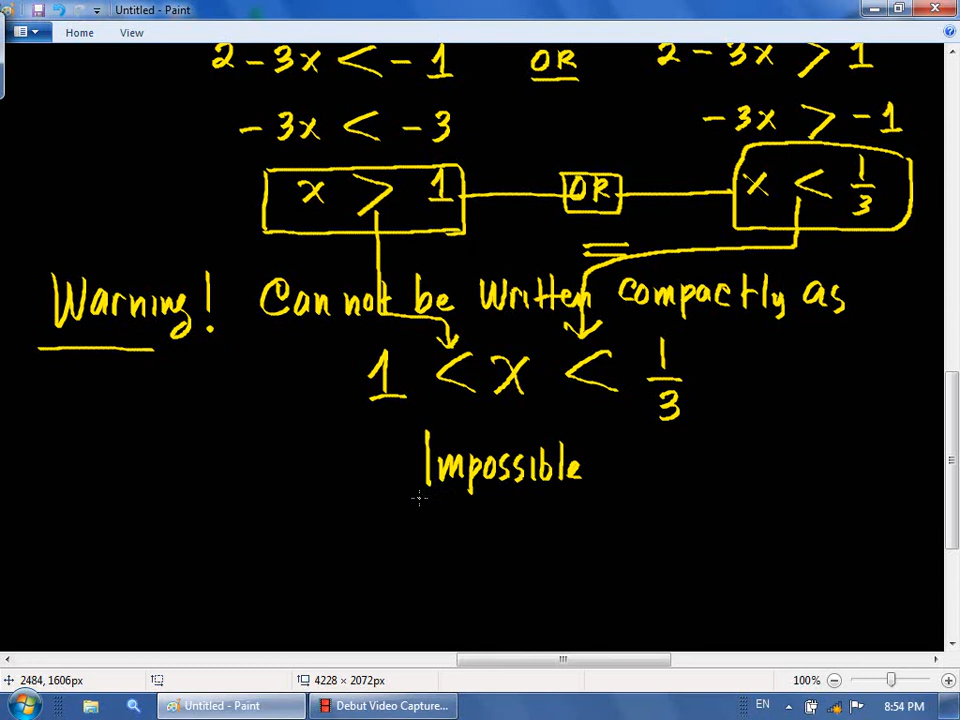 Untitled - Paint
Home View
2 - 3x < - 1 OR 2 - 3x > 1
- 3x < - 3 - 3x > - 1
x > 1 OR x < 1/3
Warning! Can not be written compactly as
1 < x < 1/3
Impossible
2484, 1606px 4228 × 2072px 100%
Untitled - Paint Debut Video Capture... EN 8:54 PM